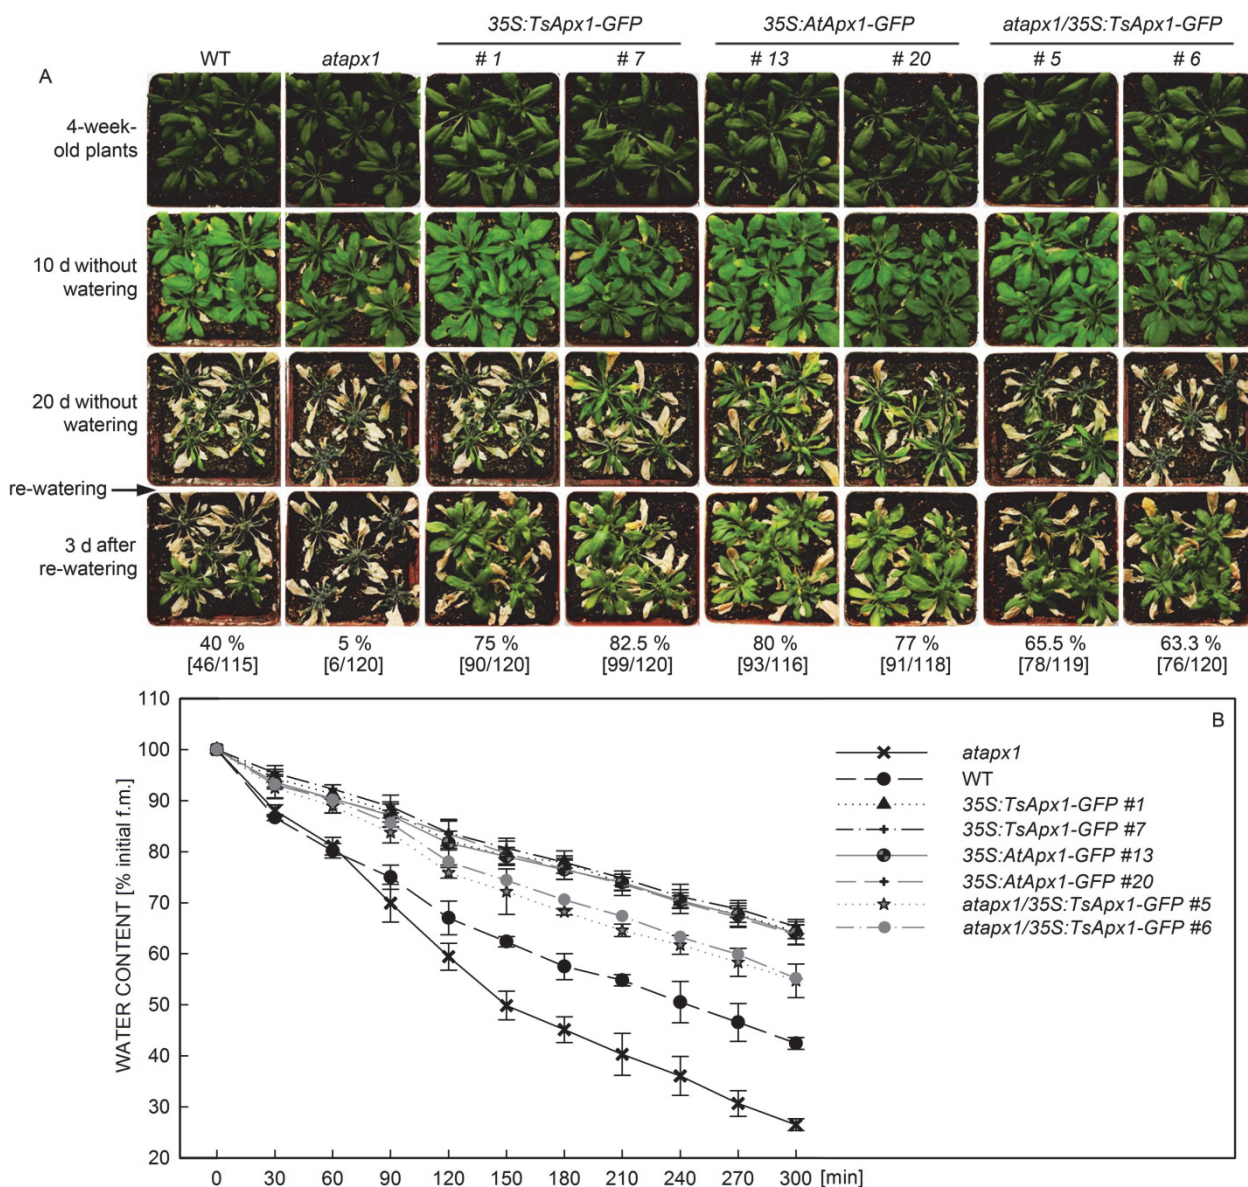 35S:TsApx1-GFP 35S:AtApx1-GFP atapx1/35S:TsApx1-GFP
A WT atapx1 # 1 # 7 # 13 # 20 # 5 # 6
4-week-
old plants
10 d without
watering
20 d without
watering
re-watering
3 d after
re-watering
40 % 5 % 75 % 82.5 % 80 % 77 % 65.5 % 63.3 %
[46/115] [6/120] [90/120] [99/120] [93/116] [91/118] [78/119] [76/120]
B
WATER CONTENT [% initial f.m.]
110
100
90
80
70
60
50
40
30
20
atapx1
WT
35S:TsApx1-GFP #1
35S:TsApx1-GFP #7
35S:AtApx1-GFP #13
35S:AtApx1-GFP #20
atapx1/35S:TsApx1-GFP #5
atapx1/35S:TsApx1-GFP #6
0 30 60 90 120 150 180 210 240 270 300 [min]